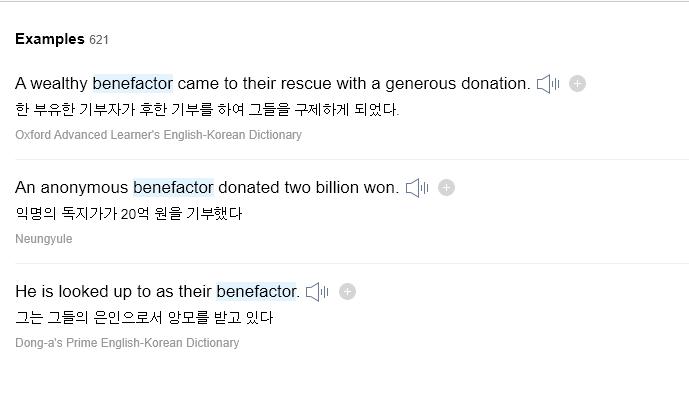 Examples 621
A wealthy benefactor came to their rescue with a generous donation.
한 부유한 기부자가 후한 기부를 하여 그들을 구제하게 되었다.
Oxford Advanced Learner's English-Korean Dictionary
An anonymous benefactor donated two billion won.
익명의 독지가가 20억 원을 기부했다
Neungyule
He is looked up to as their benefactor.
그는 그들의 은인으로서 앙모를 받고 있다
Dong-a's Prime English-Korean Dictionary